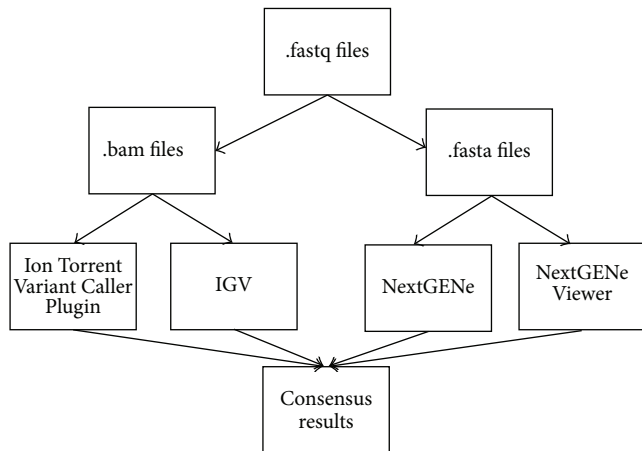 .fastq files
.bam files
.fasta files
Ion Torrent
Variant Caller
Plugin
IGV
NextGENe
NextGENe
Viewer
Consensus
results